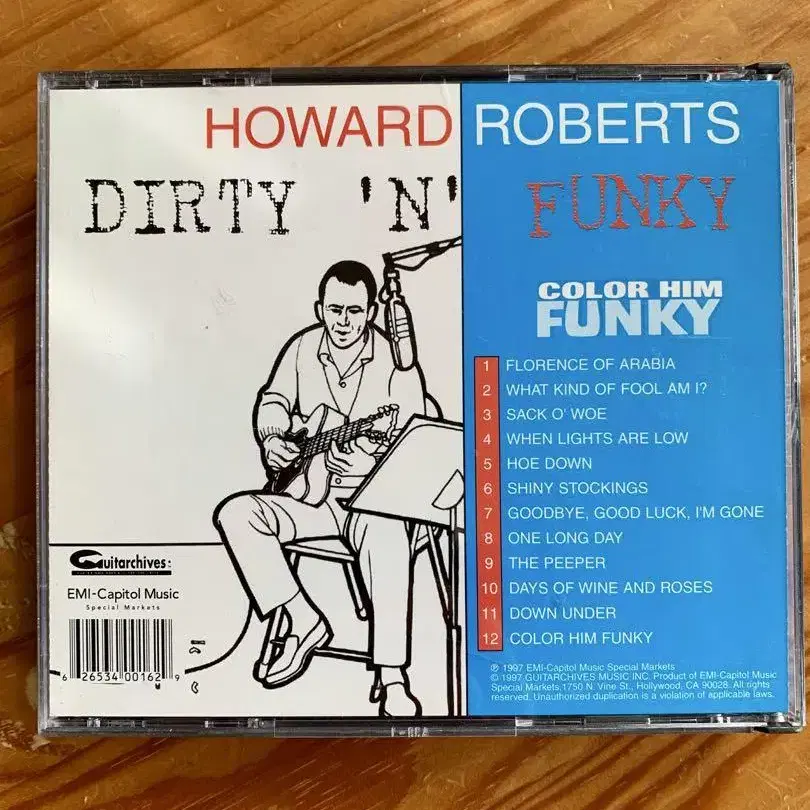 HOWARD ROBERTS
DIRTY 'N' FUNKY
COLOR HIM
FUNKY
1 FLORENCE OF ARABIA
2 WHAT KIND OF FOOL AM I?
3 SACK O' WOE
4 WHEN LIGHTS ARE LOW
5 HOE DOWN
6 SHINY STOCKINGS
7 GOODBYE, GOOD LUCK, I'M GONE
8 ONE LONG DAY
9 THE PEEPER
10 DAYS OF WINE AND ROSES
11 DOWN UNDER
12 COLOR HIM FUNKY
Guitarchives
EMI-Capitol Music
Special Markets
6 26534 00162 9
℗ 1997 EMI-Capitol Music Special Markets
© 1997 GUITARCHIVES MUSIC INC. Product of EMI-Capitol Music
Special Markets 1750 N. Vine St., Hollywood, CA 90028. All rights
reserved. Unauthorized duplication is a violation of applicable laws.